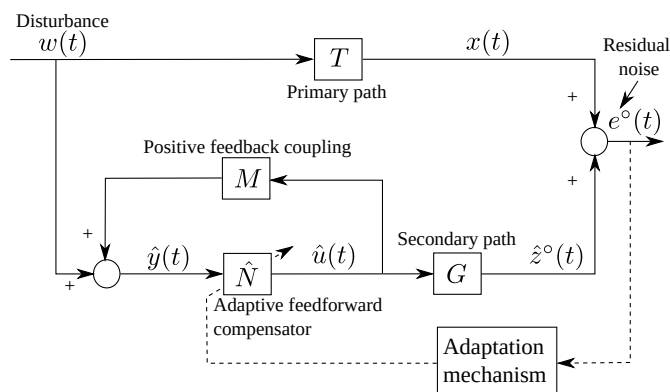 Disturbance
w(t)
T
x(t)
Primary path
Residual
noise
e°(t)
+
+
Positive feedback coupling
M
+
+
ŷ(t)
N̂
û(t)
Secondary path
G
ẑ°(t)
Adaptive feedforward
compensator
Adaptation
mechanism